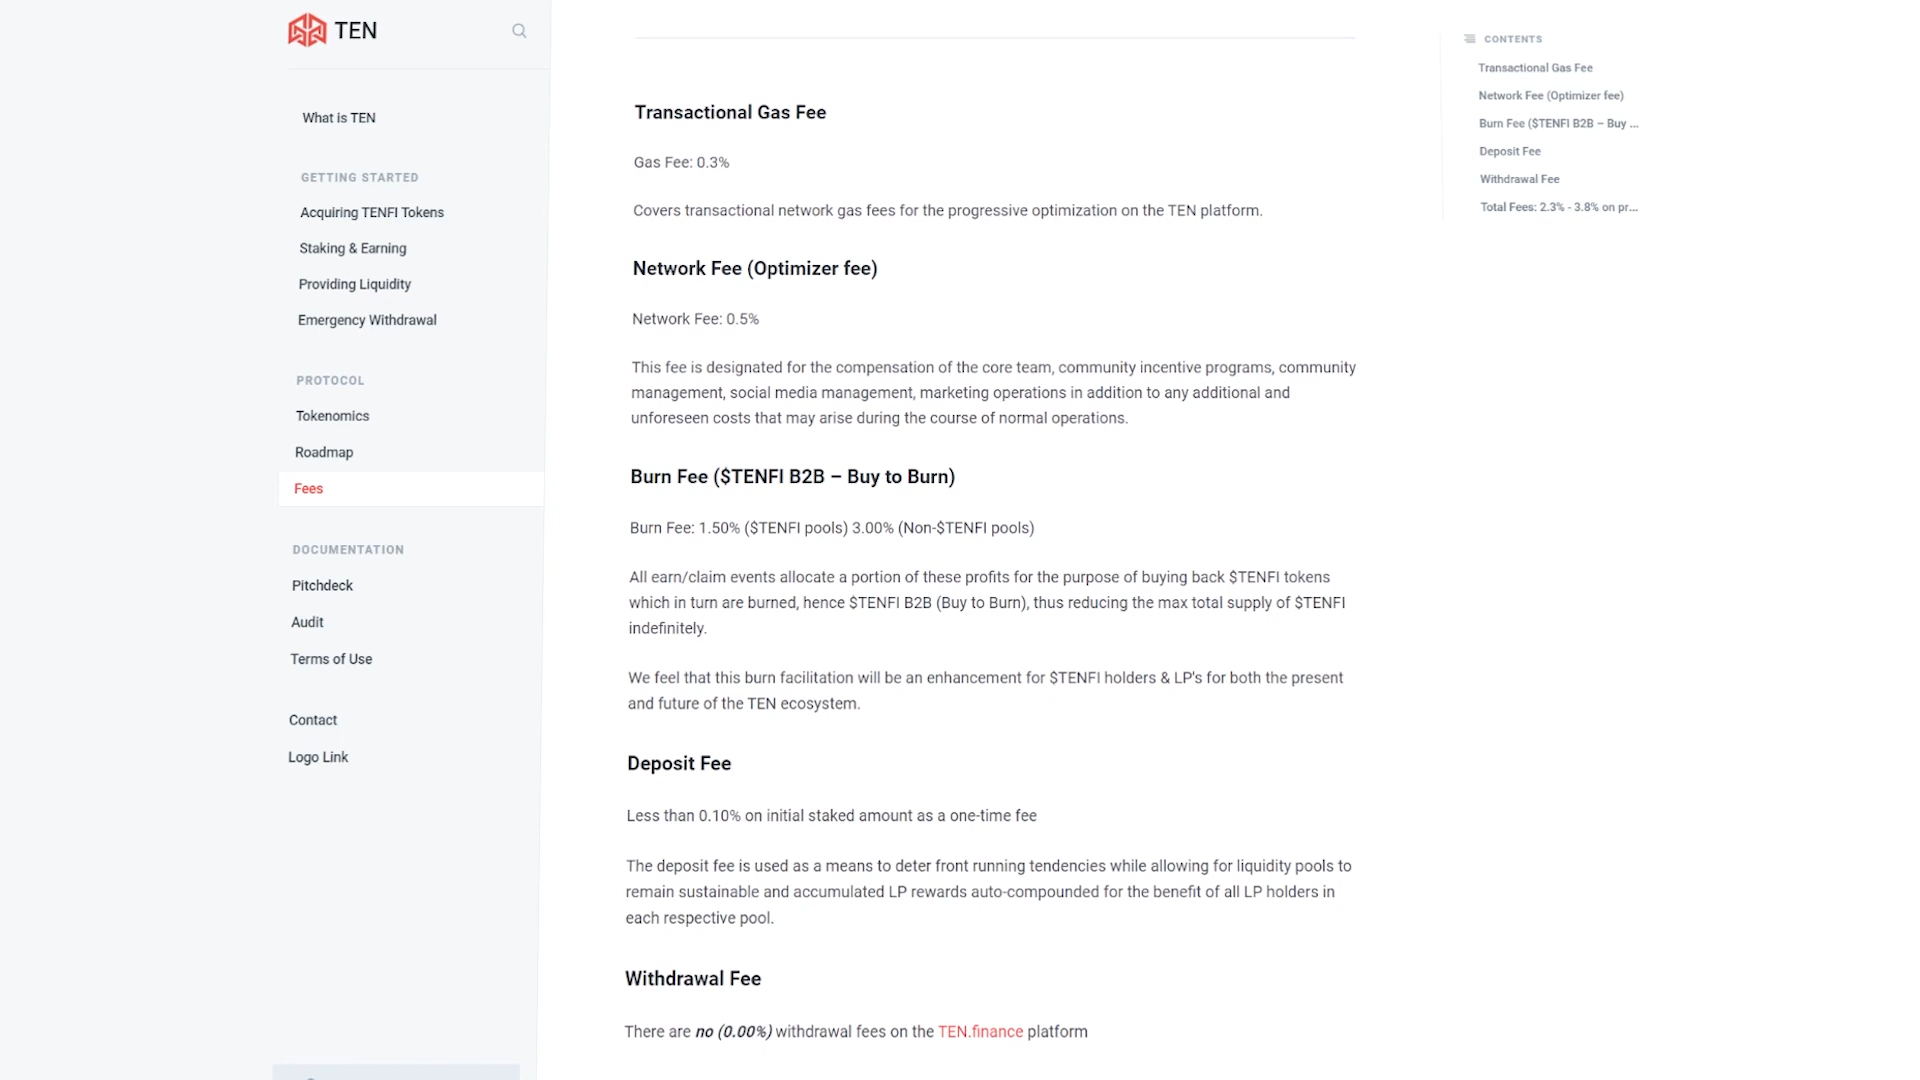 TEN
What is TEN
GETTING STARTED
Acquiring TENFI Tokens
Staking & Earning
Providing Liquidity
Emergency Withdrawal
PROTOCOL
Tokenomics
Roadmap
Fees
DOCUMENTATION
Pitchdeck
Audit
Terms of Use
Contact
Logo Link
Transactional Gas Fee
Gas Fee: 0.3%
Covers transactional network gas fees for the progressive optimization on the TEN platform.
Network Fee (Optimizer fee)
Network Fee: 0.5%
This fee is designated for the compensation of the core team, community incentive programs, community
management, social media management, marketing operations in addition to any additional and
unforeseen costs that may arise during the course of normal operations.
Burn Fee ($TENFI B2B – Buy to Burn)
Burn Fee: 1.50% ($TENFI pools) 3.00% (Non-$TENFI pools)
All earn/claim events allocate a portion of these profits for the purpose of buying back $TENFI tokens
which in turn are burned, hence $TENFI B2B (Buy to Burn), thus reducing the max total supply of $TENFI
indefinitely.
We feel that this burn facilitation will be an enhancement for $TENFI holders & LP's for both the present
and future of the TEN ecosystem.
Deposit Fee
Less than 0.10% on initial staked amount as a one-time fee
The deposit fee is used as a means to deter front running tendencies while allowing for liquidity pools to
remain sustainable and accumulated LP rewards auto-compounded for the benefit of all LP holders in
each respective pool.
Withdrawal Fee
There are no (0.00%) withdrawal fees on the TEN.finance platform
CONTENTS
Transactional Gas Fee
Network Fee (Optimizer fee)
Burn Fee ($TENFI B2B – Buy ...
Deposit Fee
Withdrawal Fee
Total Fees: 2.3% - 3.8% on pr...